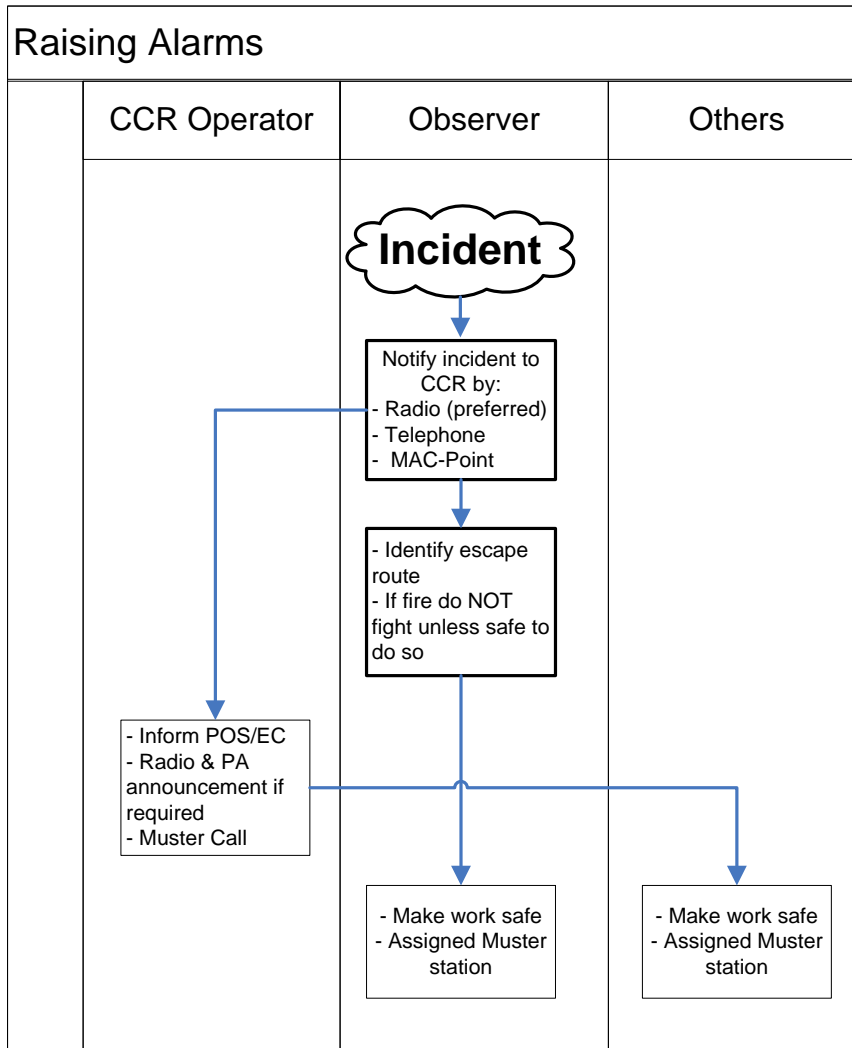 Raising Alarms
CCR Operator
Observer
Others
Incident
Notify incident to
CCR by:
- Radio (preferred)
- Telephone
- MAC-Point
- Identify escape
route
- If fire do NOT
fight unless safe to
do so
- Inform POS/EC
- Radio & PA
announcement if
required
- Muster Call
- Make work safe
- Assigned Muster
station
- Make work safe
- Assigned Muster
station